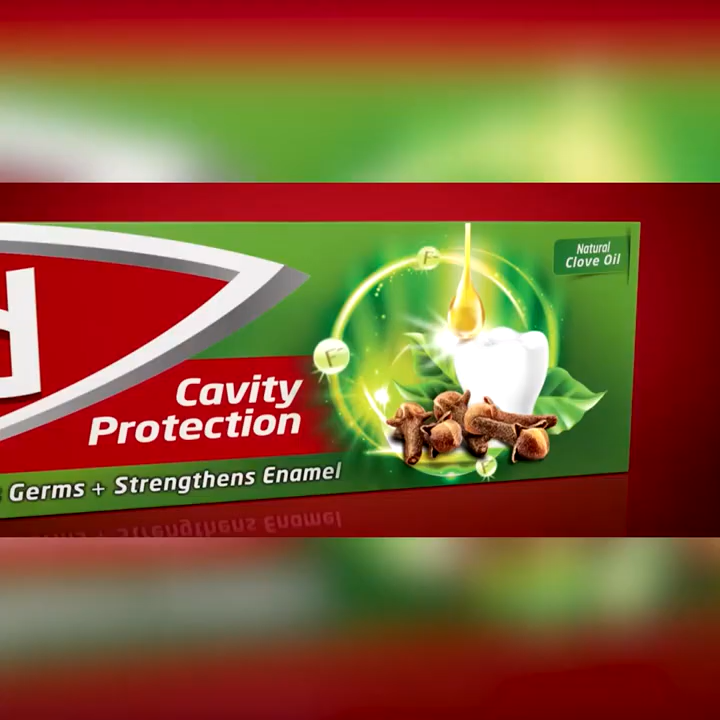 Natural
Clove Oil
d
F⁻
F⁻
Cavity
Protection
F⁻
Germs + Strengthens Enamel